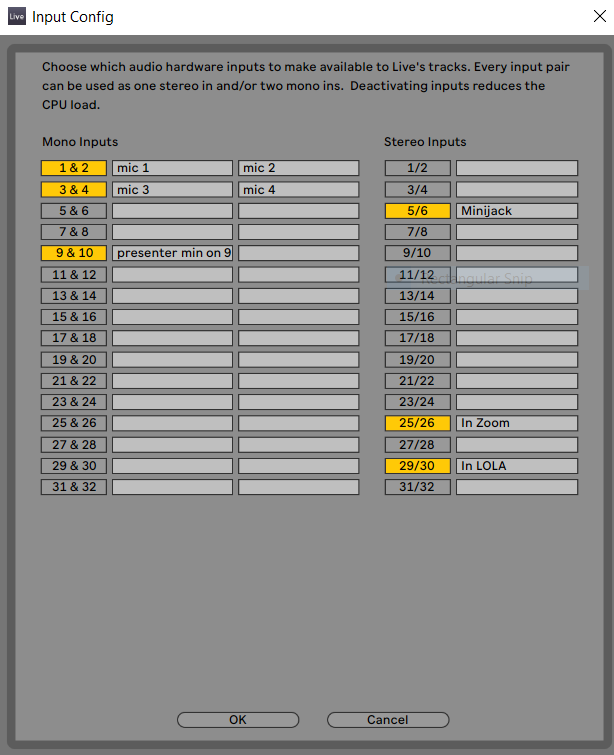 Live Input Config
Choose which audio hardware inputs to make available to Live's tracks. Every input pair
can be used as one stereo in and/or two mono ins. Deactivating inputs reduces the
CPU load.
Mono Inputs Stereo Inputs
1 & 2 mic 1 mic 2 1/2
3 & 4 mic 3 mic 4 3/4
5 & 6 5/6 Minijack
7 & 8 7/8
9 & 10 presenter min on 9 9/10
11 & 12 11/12 Rectangular Snip
13 & 14 13/14
15 & 16 15/16
17 & 18 17/18
19 & 20 19/20
21 & 22 21/22
23 & 24 23/24
25 & 26 25/26 In Zoom
27 & 28 27/28
29 & 30 29/30 In LOLA
31 & 32 31/32
OK Cancel